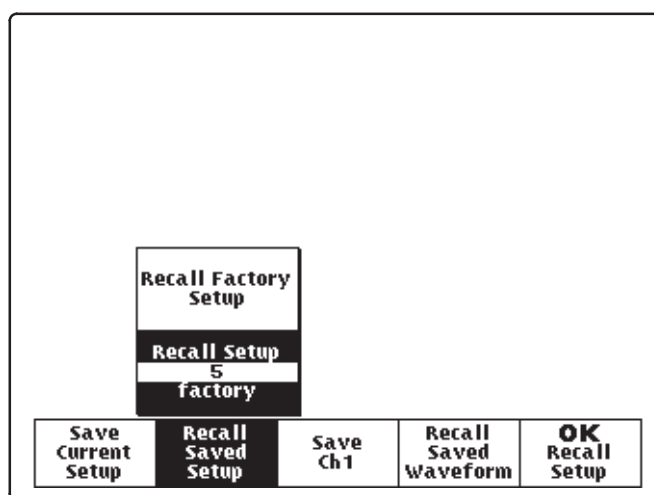 Recall Factory
Setup
Recall Setup
5
factory
Save
Current
Setup
Recall
Saved
Setup
Save
Ch1
Recall
Saved
Waveform
OK
Recall
Setup